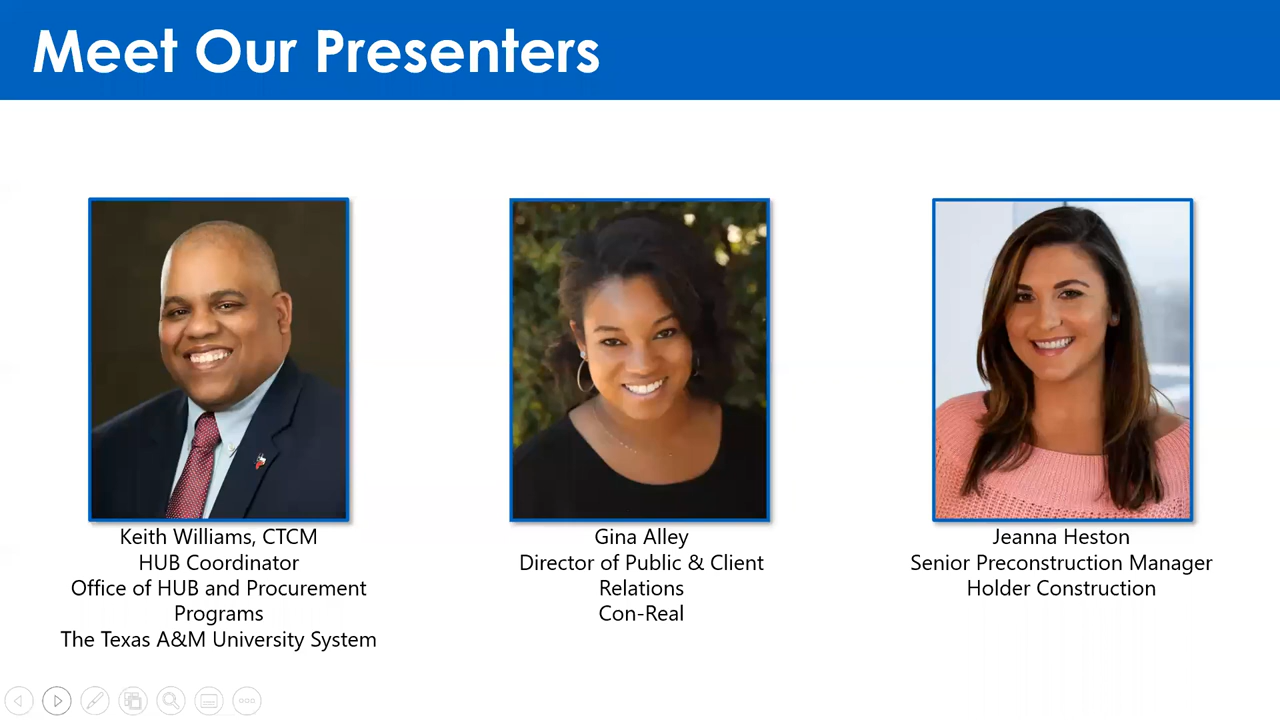 Meet Our Presenters
Keith Williams, CTCM
HUB Coordinator
Office of HUB and Procurement
Programs
The Texas A&M University System
Gina Alley
Director of Public & Client
Relations
Con-Real
Jeanna Heston
Senior Preconstruction Manager
Holder Construction